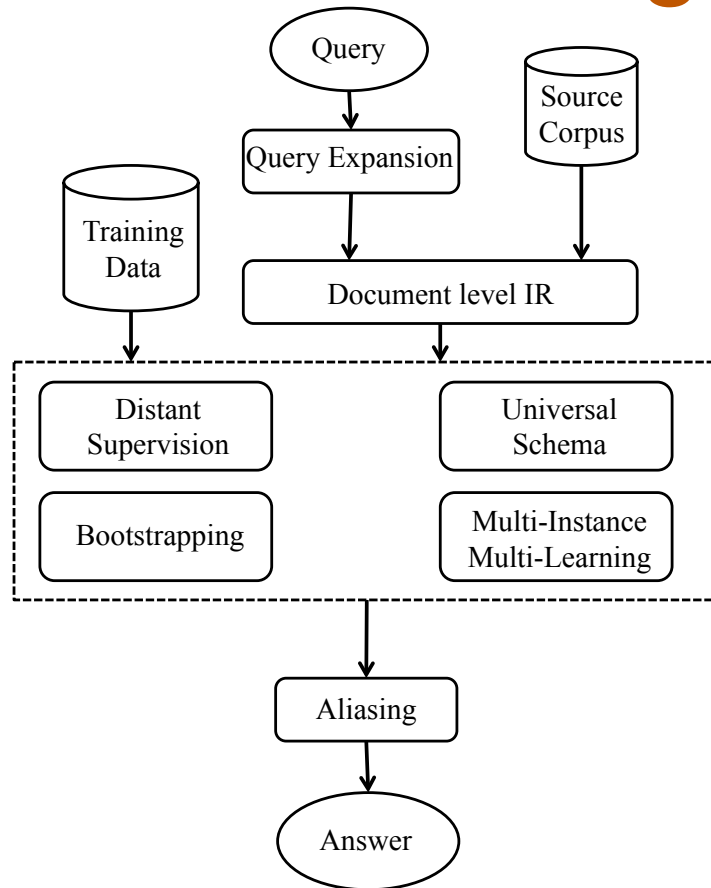 Query
Source
Corpus
Query Expansion
Training
Data
Document level IR
Distant
Supervision
Universal
Schema
Bootstrapping
Multi-Instance
Multi-Learning
Aliasing
Answer